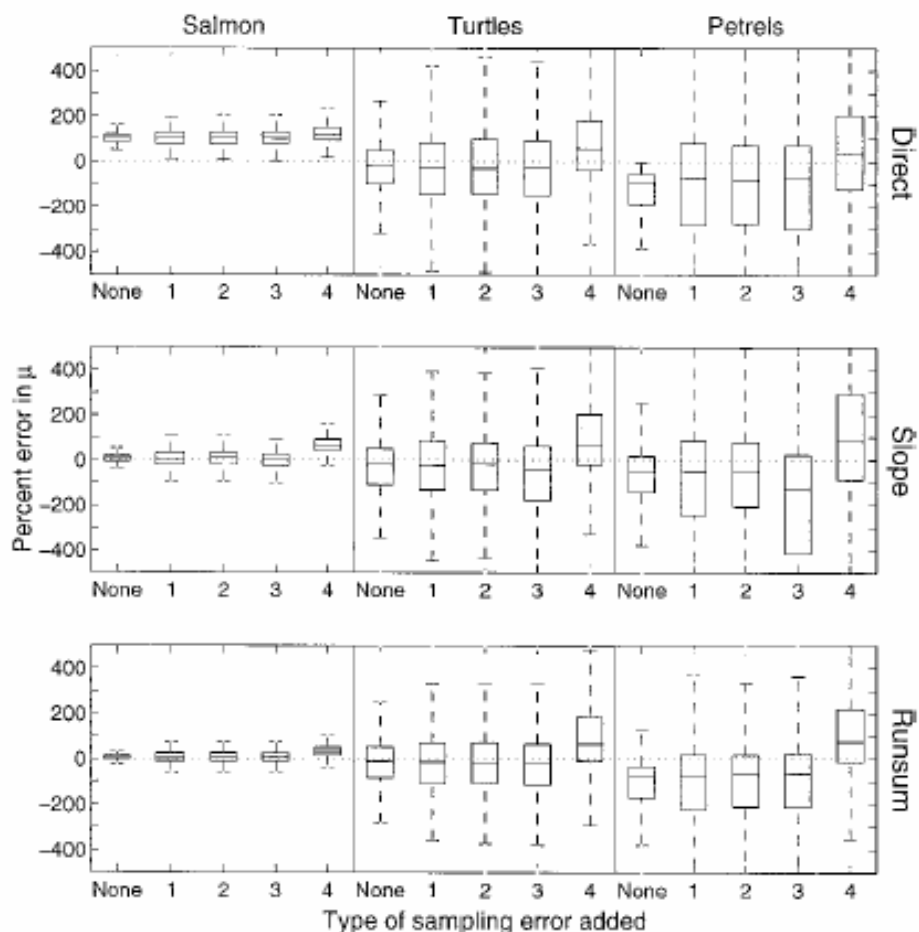 Salmon Turtles Petrels
400
200
0
−200
−400
Direct
None 1 2 3 4 None 1 2 3 4 None 1 2 3 4
400
200
0
−200
−400
Percent error in μ
Slope
None 1 2 3 4 None 1 2 3 4 None 1 2 3 4
400
200
0
−200
−400
Runsum
None 1 2 3 4 None 1 2 3 4 None 1 2 3 4
Type of sampling error added